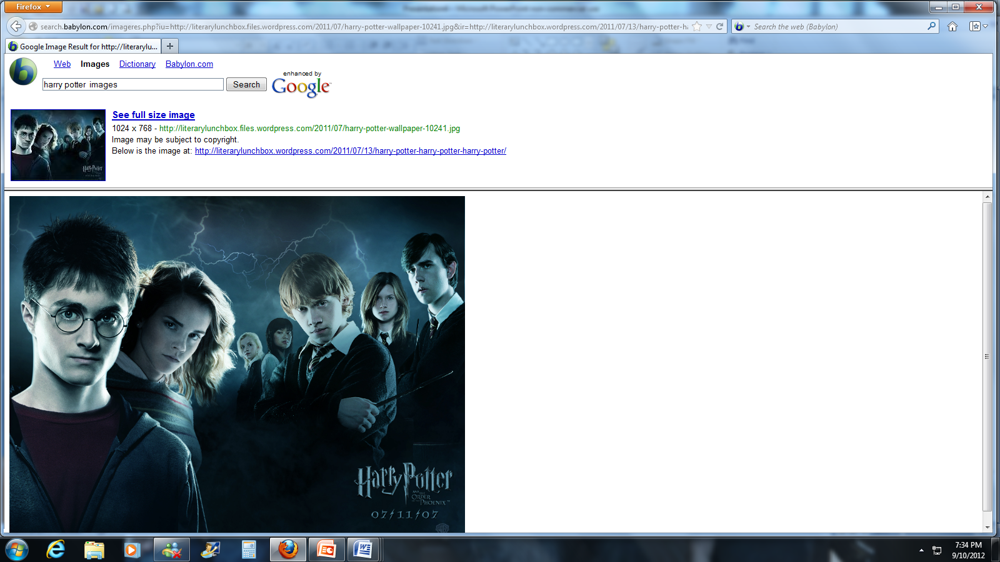 Firefox
search.babylon.com/imageres.php?iu=http://literarylunchbox.files.wordpress.com/2011/07/harry-potter-wallpaper-10241.jpg&ir=http://literarylunchbox.wordpress.com/2011/07/13/harry-potter-h
Search the web (Babylon)
Google Image Result for http://literarylu...
Web Images Dictionary Babylon.com
harry potter images
Search
enhanced by
Google™
See full size image
1024 x 768 - http://literarylunchbox.files.wordpress.com/2011/07/harry-potter-wallpaper-10241.jpg
Image may be subject to copyright.
Below is the image at: http://literarylunchbox.wordpress.com/2011/07/13/harry-potter-harry-potter-harry-potter/
Harry Potter
AND THE
ORDER
OF THE PHOENIX™
07/11/07
7:34 PM
9/10/2012